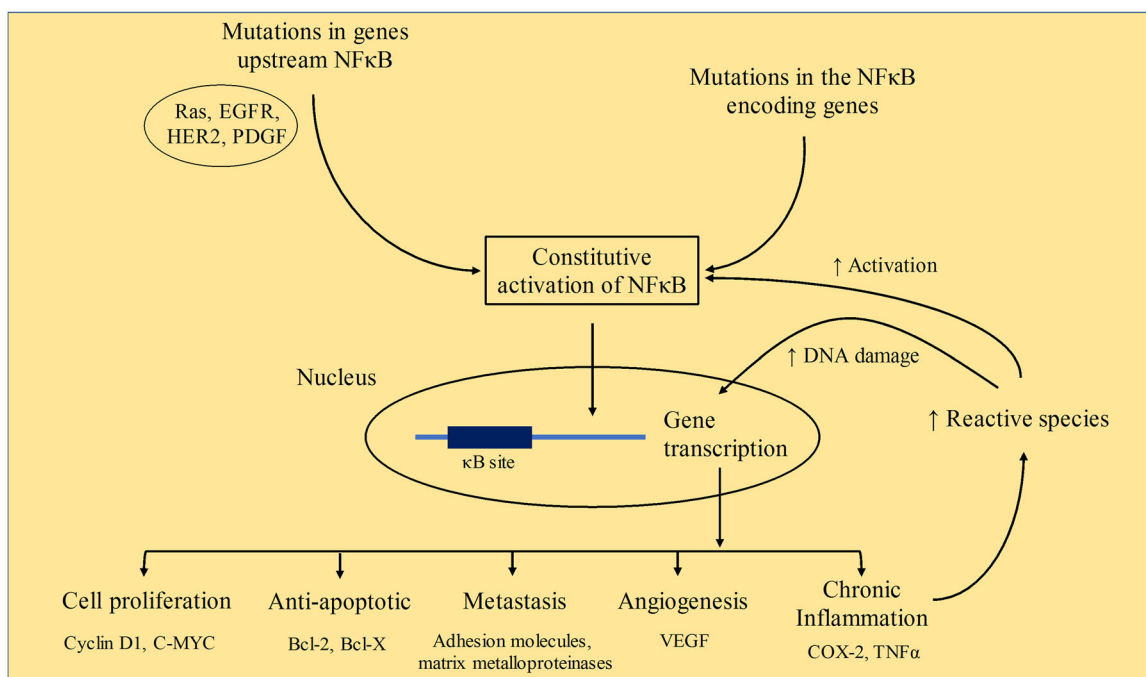 Mutations in genes
upstream NFκB
Ras, EGFR,
HER2, PDGF
Mutations in the NFκB
encoding genes
Constitutive
activation of NFκB
↑ Activation
↑ DNA damage
Nucleus
Gene
transcription
κB site
↑ Reactive species
Cell proliferation
Cyclin D1, C-MYC
Anti-apoptotic
Bcl-2, Bcl-X
Metastasis
Adhesion molecules,
matrix metalloproteinases
Angiogenesis
VEGF
Chronic
Inflammation
COX-2, TNFα